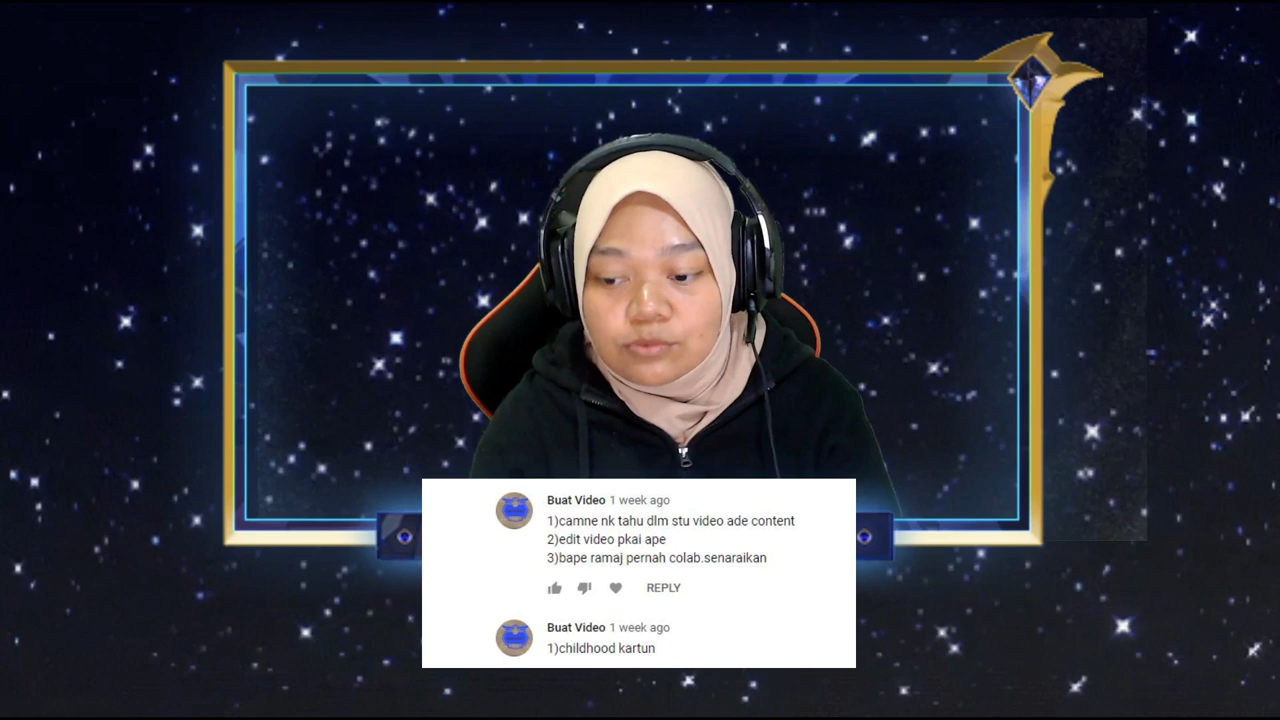 Buat Video 1 week ago
1)camne nk tahu dlm stu video ade content
2)edit video pkai ape
3)bape ramaj pernah colab.senaraikan
REPLY
Buat Video 1 week ago
1)childhood kartun